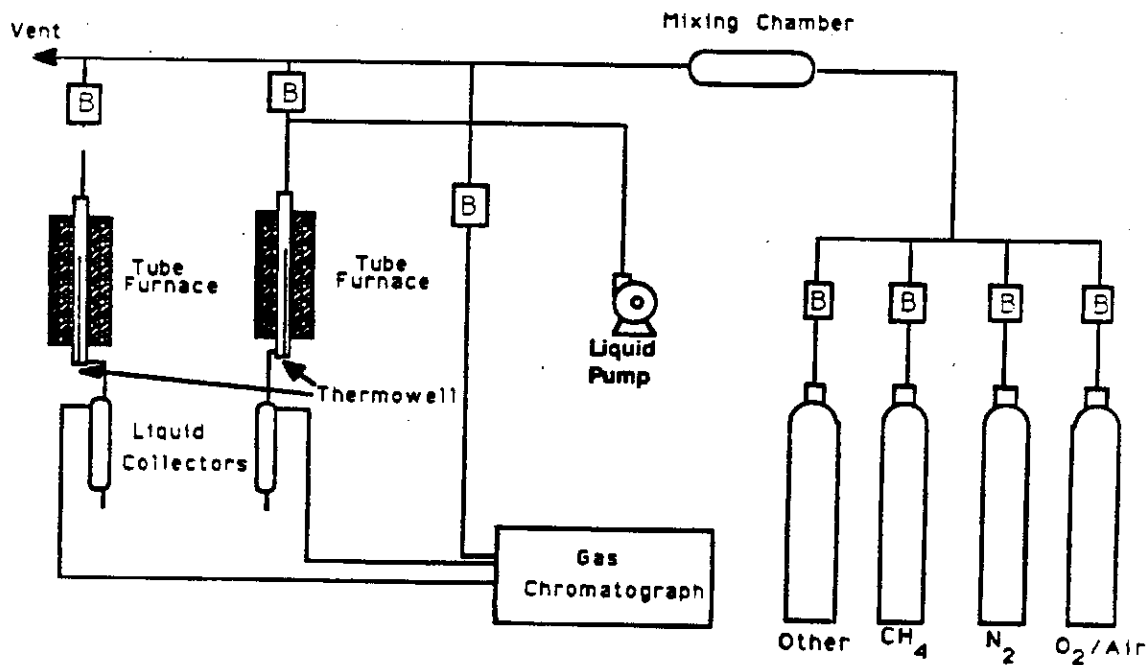 Mixing Chamber
Vent
B
B
B
Tube
Furnace
Tube
Furnace
B
B
B
B
Liquid
Pump
Thermowell
Liquid
Collectors
Gas
Chromatograph
Other
CH4
N2
O2/Air